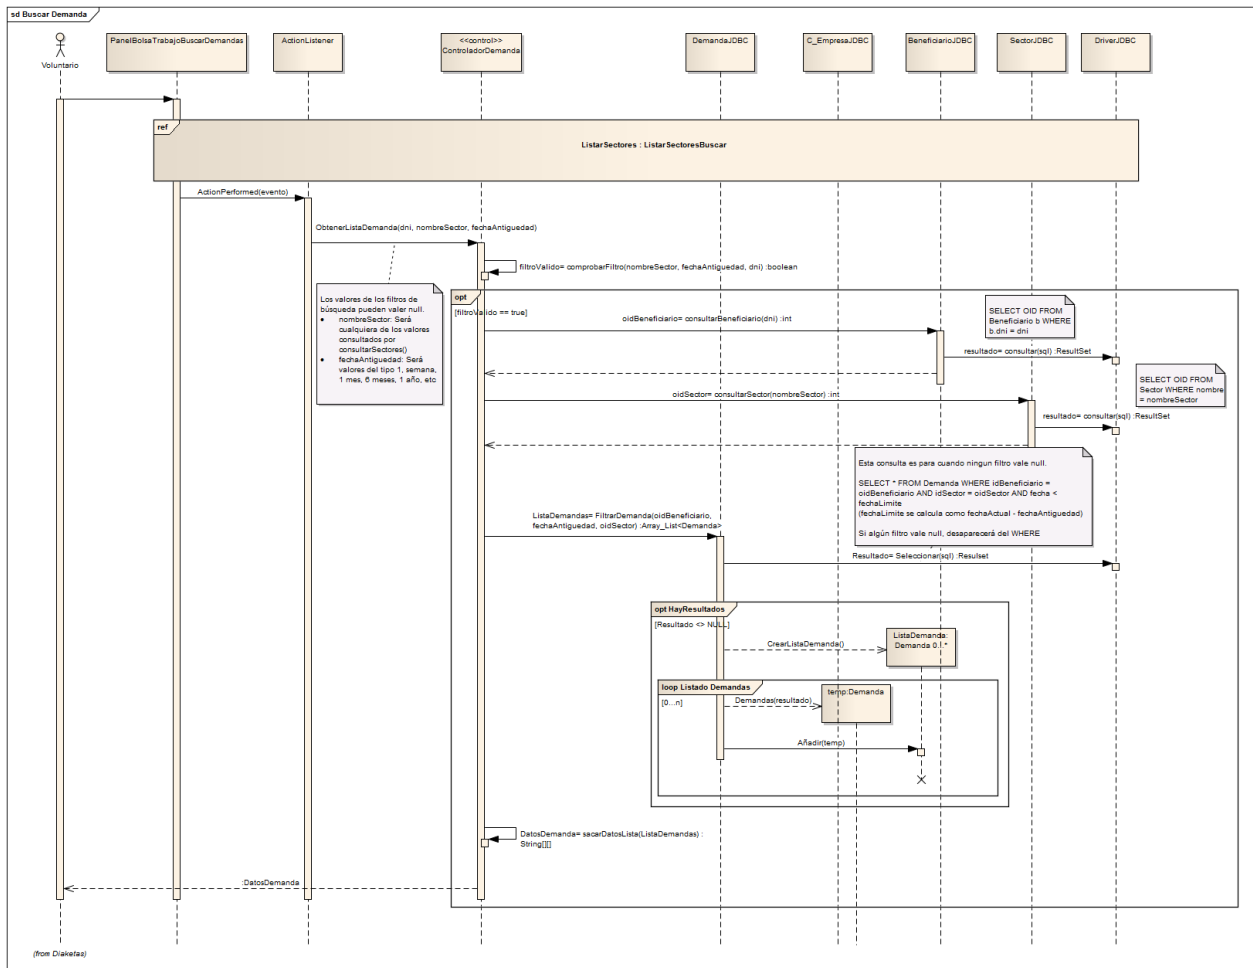 sd Buscar Demanda
Voluntario
PanelBolsaTrabajoBuscarDemandas
ActionListener
<<control>>
ControladorDemanda
DemandaJDBC
C_EmpresaJDBC
BeneficiarioJDBC
SectorJDBC
DriverJDBC
ref
ListarSectores : ListarSectoresBuscar
ActionPerformed(evento)
ObtenerListaDemanda(dni, nombreSector, fechaAntiguedad)
filtroValido= comprobarFiltro(nombreSector, fechaAntiguedad, dni) :boolean
Los valores de los filtros de
búsqueda pueden valer null.
• nombreSector: Será
cualquiera de los valores
consultados por
consultarSectores()
• fechaAntiguedad: Será
valores del tipo 1, semana,
1 mes, 6 meses, 1 año, etc
opt
[filtroValido == true]
oidBeneficiario= consultarBeneficiario(dni) :int
SELECT OID FROM
Beneficiario b WHERE
b.dni = dni
resultado= consultar(sql) :ResultSet
SELECT OID FROM
Sector WHERE nombre
= nombreSector
oidSector= consultarSector(nombreSector) :int
resultado= consultar(sql) :ResultSet
Esta consulta es para cuando ningun filtro vale null.
SELECT * FROM Demanda WHERE idBeneficiario =
oidBeneficiario AND idSector = oidSector AND fecha <
fechaLimite
(fechaLimite se calcula como fechaActual - fechaAntiguedad)
Si algún filtro vale null, desaparecerá del WHERE
ListaDemandas= FiltrarDemanda(oidBeneficiario,
fechaAntiguedad, oidSector) :Array_List<Demanda>
Resultado= Seleccionar(sql) :Resulset
opt HayResultados
[Resultado <> NULL]
CrearListaDemanda()
ListaDemanda:
Demanda 0..*
loop Listado Demandas
[0...n]
Demandas(resultado)
temp:Demanda
Añadir(temp)
DatosDemanda= sacarDatosLista(ListaDemandas) :
String[][]
:DatosDemanda
(from Diaketas)